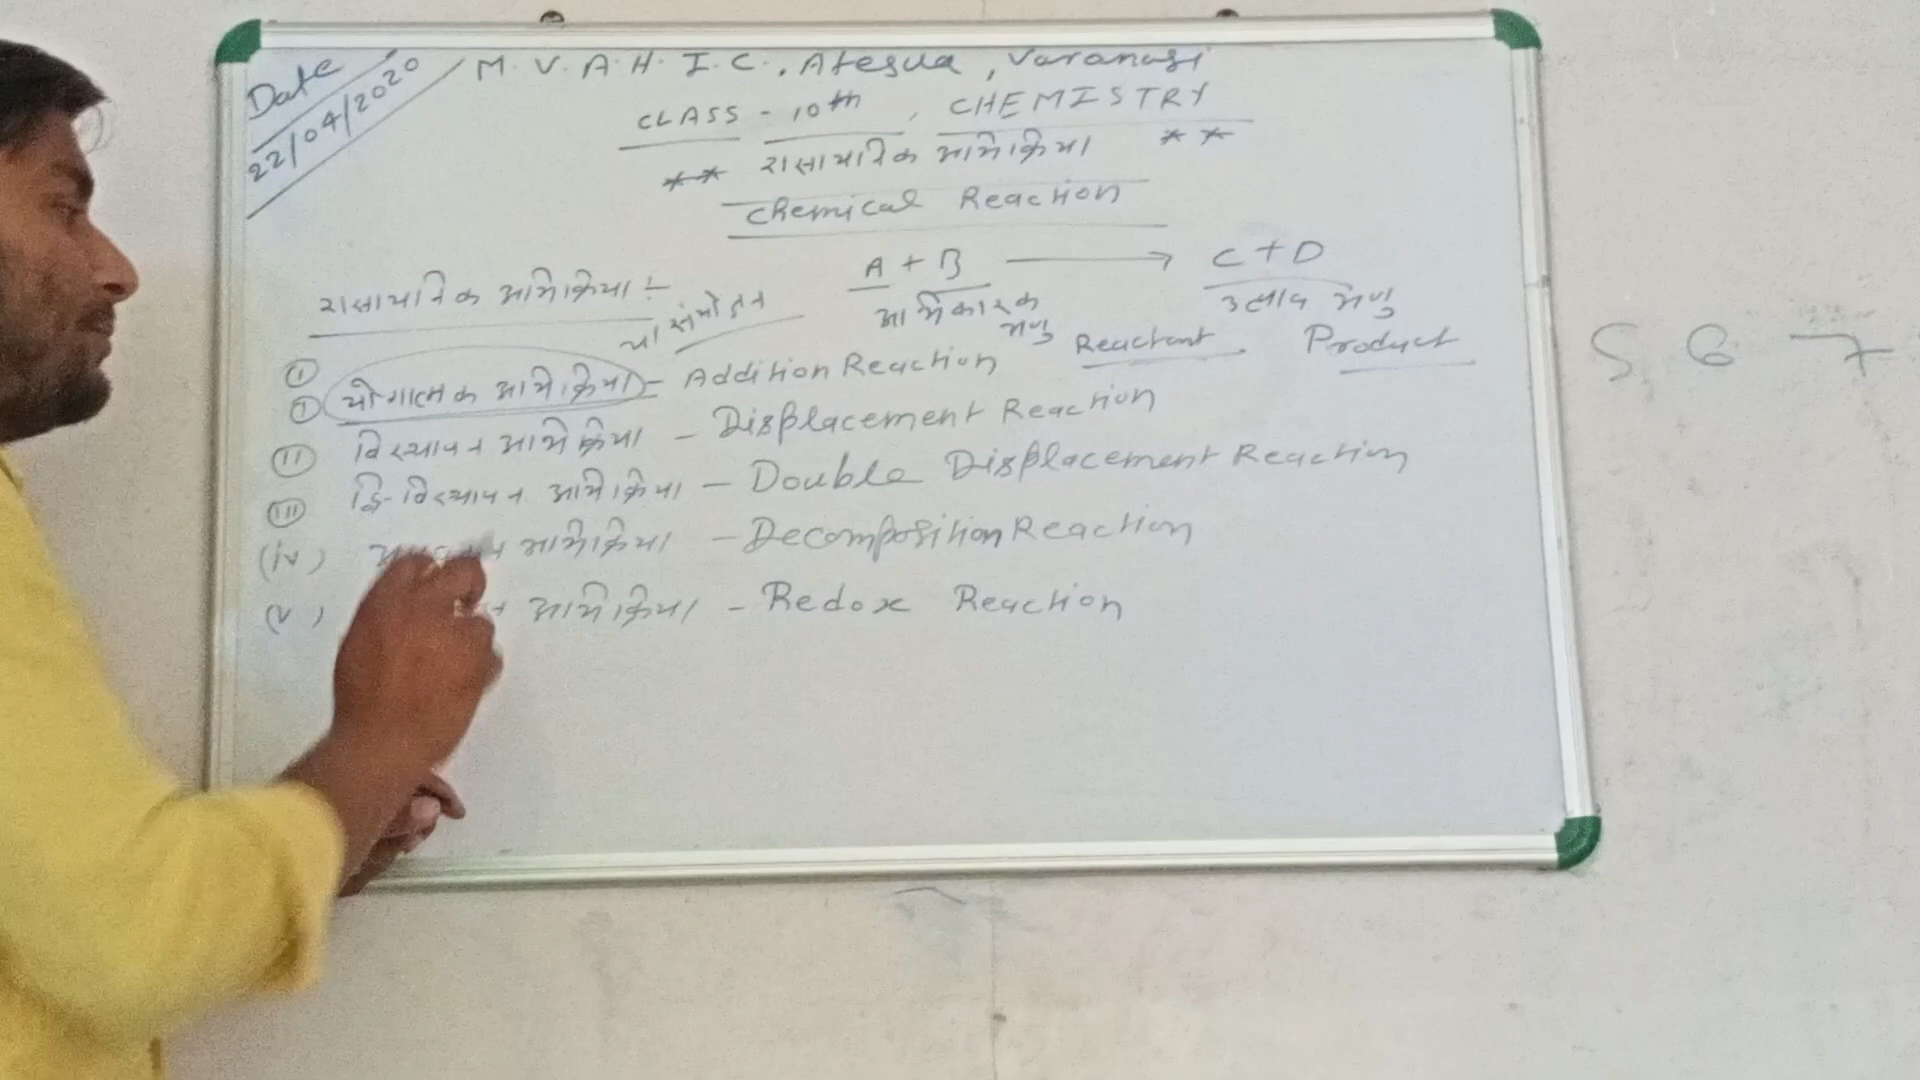 Date
22/04/2020
M.V.A.H.I.C., Atesua, Varanasi
CLASS - 10th, CHEMISTRY
** रासायनिक अभिक्रिया **
Chemical Reaction
A + B → C + D
अभिकारक अणु उत्पाद अणु
Reactant Product
रासायनिक अभिक्रिया :-
या संयोजन
(I)
(I) योगात्मक अभिक्रिया - Addition Reaction
(II) विस्थापन अभिक्रिया - Displacement Reaction
(III) द्वि-विस्थापन अभिक्रिया - Double Displacement Reaction
(iv) अभिक्रिया - Decomposition Reaction
(v) अभिक्रिया - Redox Reaction
5 6 7